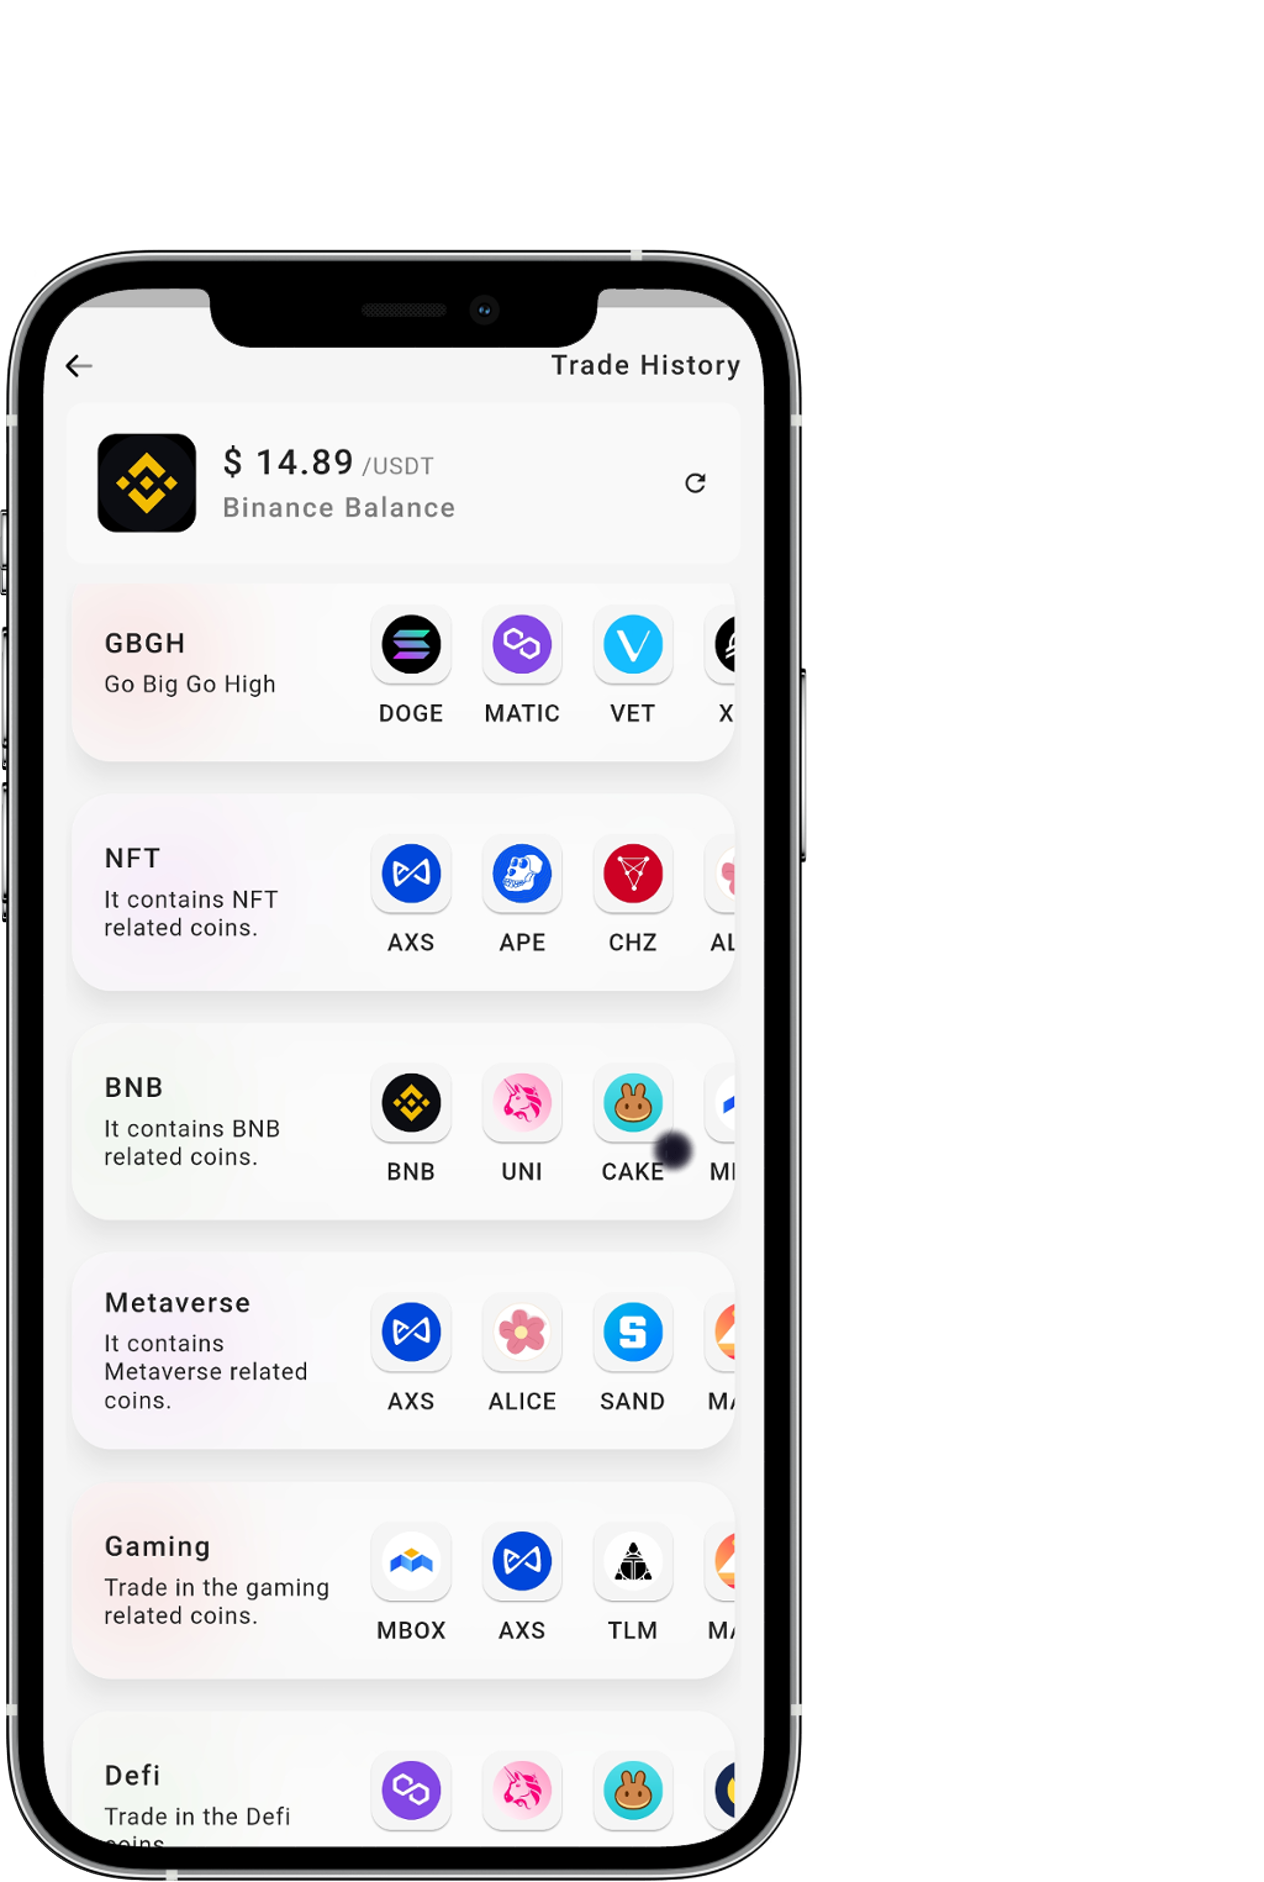 Trade History
$ 14.89 /USDT
Binance Balance
GBGH
Go Big Go High
DOGE MATIC VET X
NFT
It contains NFT
related coins.
AXS APE CHZ AL
BNB
It contains BNB
related coins.
BNB UNI CAKE
Metaverse
It contains
Metaverse related
coins.
AXS ALICE SAND MA
Gaming
Trade in the gaming
related coins.
MBOX AXS TLM MA
Defi
Trade in the Defi
coins